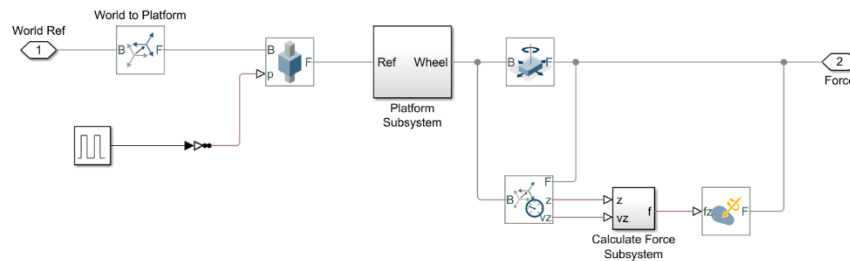 World to Platform
World Ref
1
B
F
B
p
F
Ref
Wheel
Platform
Subsystem
B
F
2
Force
B
F
z
vz
z
vz
f
Calculate Force
Subsystem
fz
F